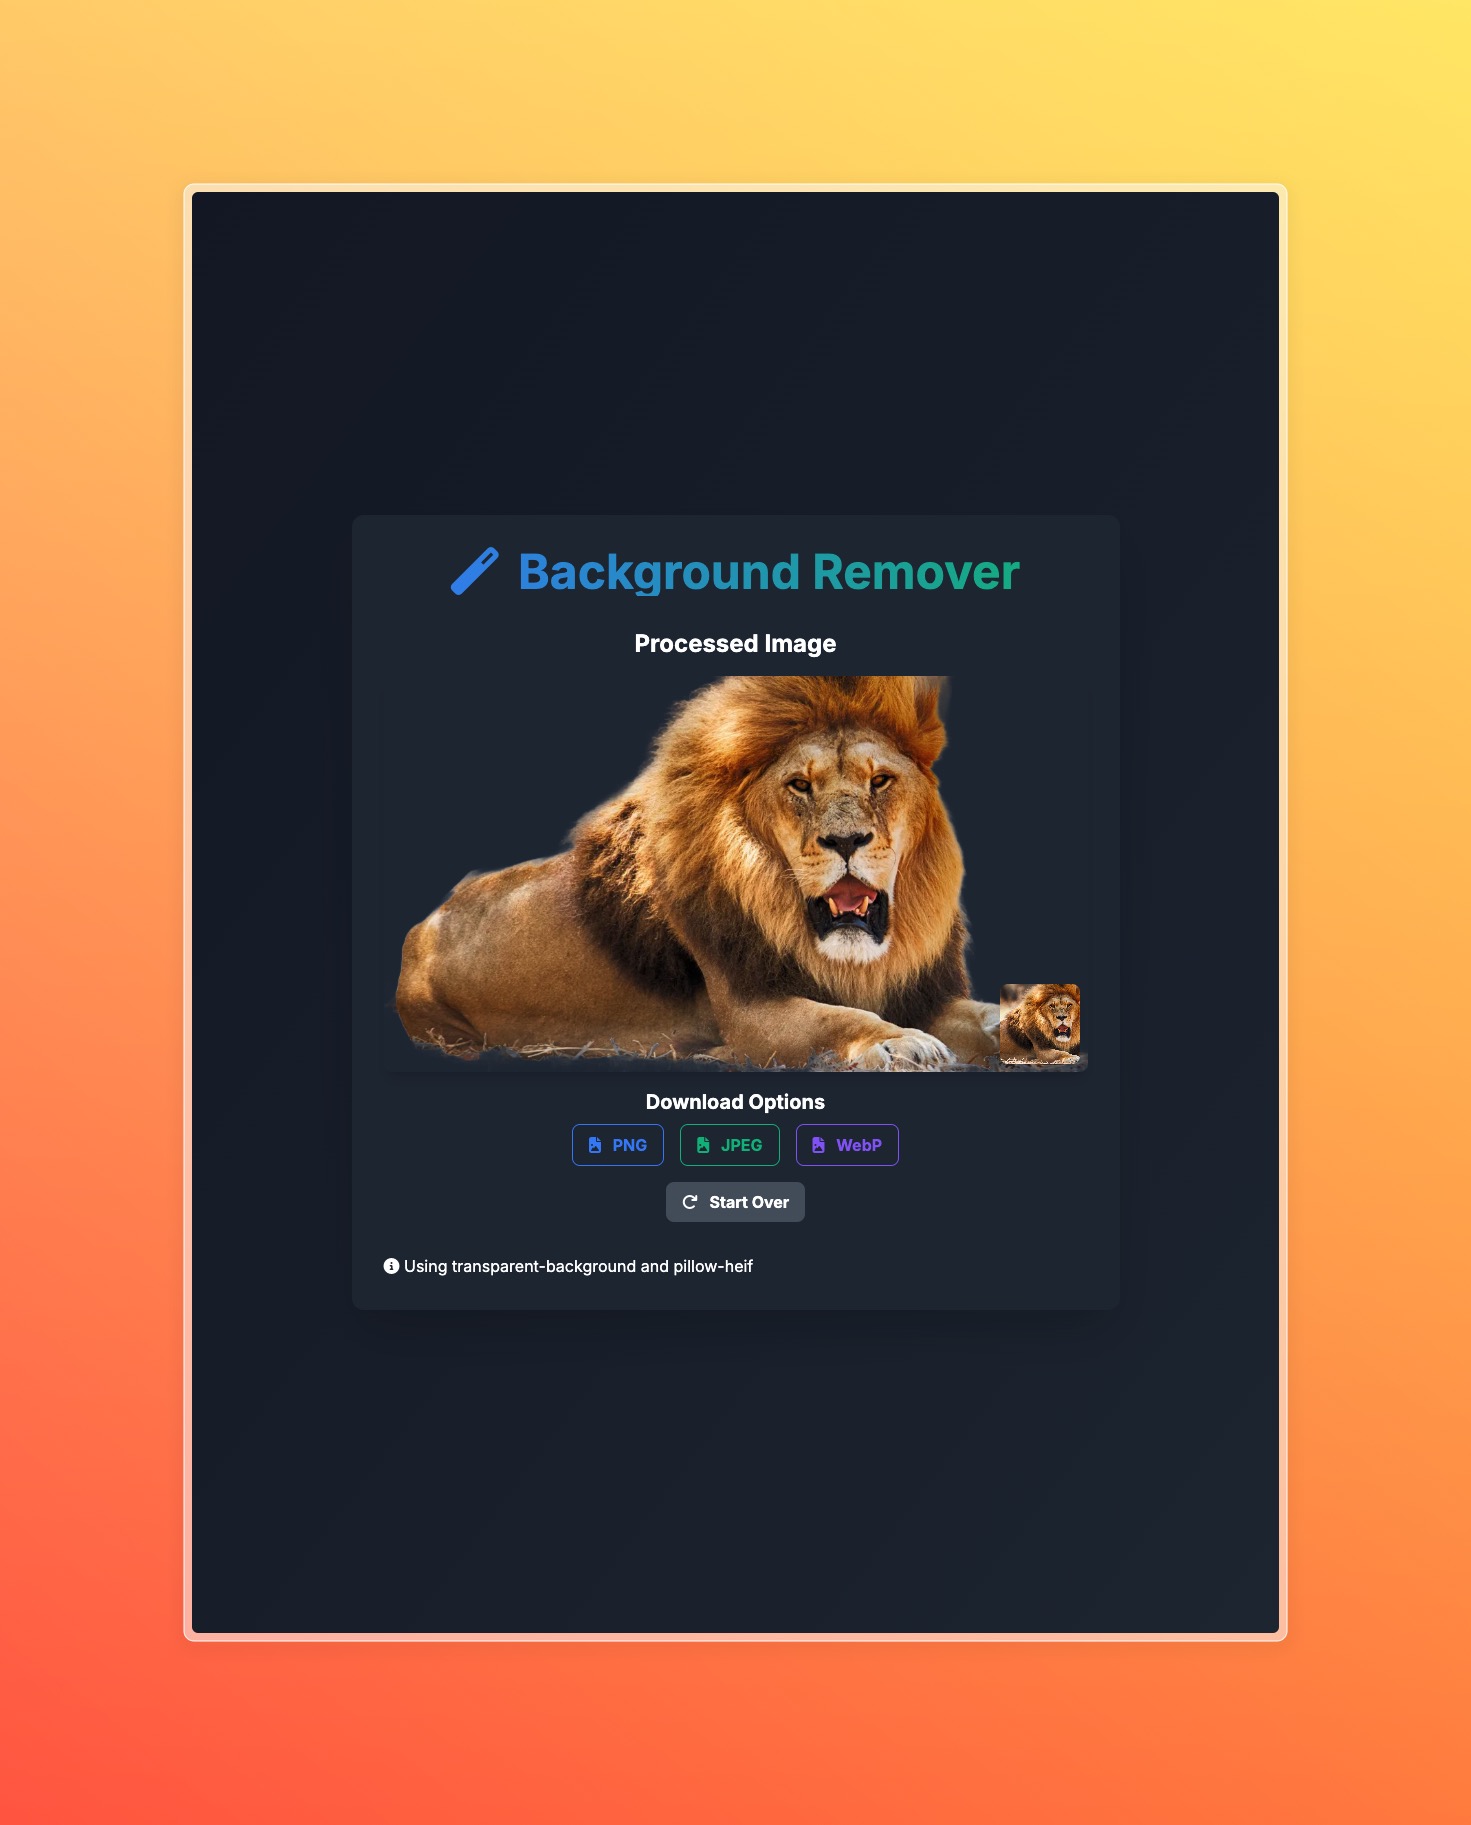 Background Remover
Processed Image
Download Options
PNG
JPEG
WebP
Start Over
Using transparent-background and pillow-heif